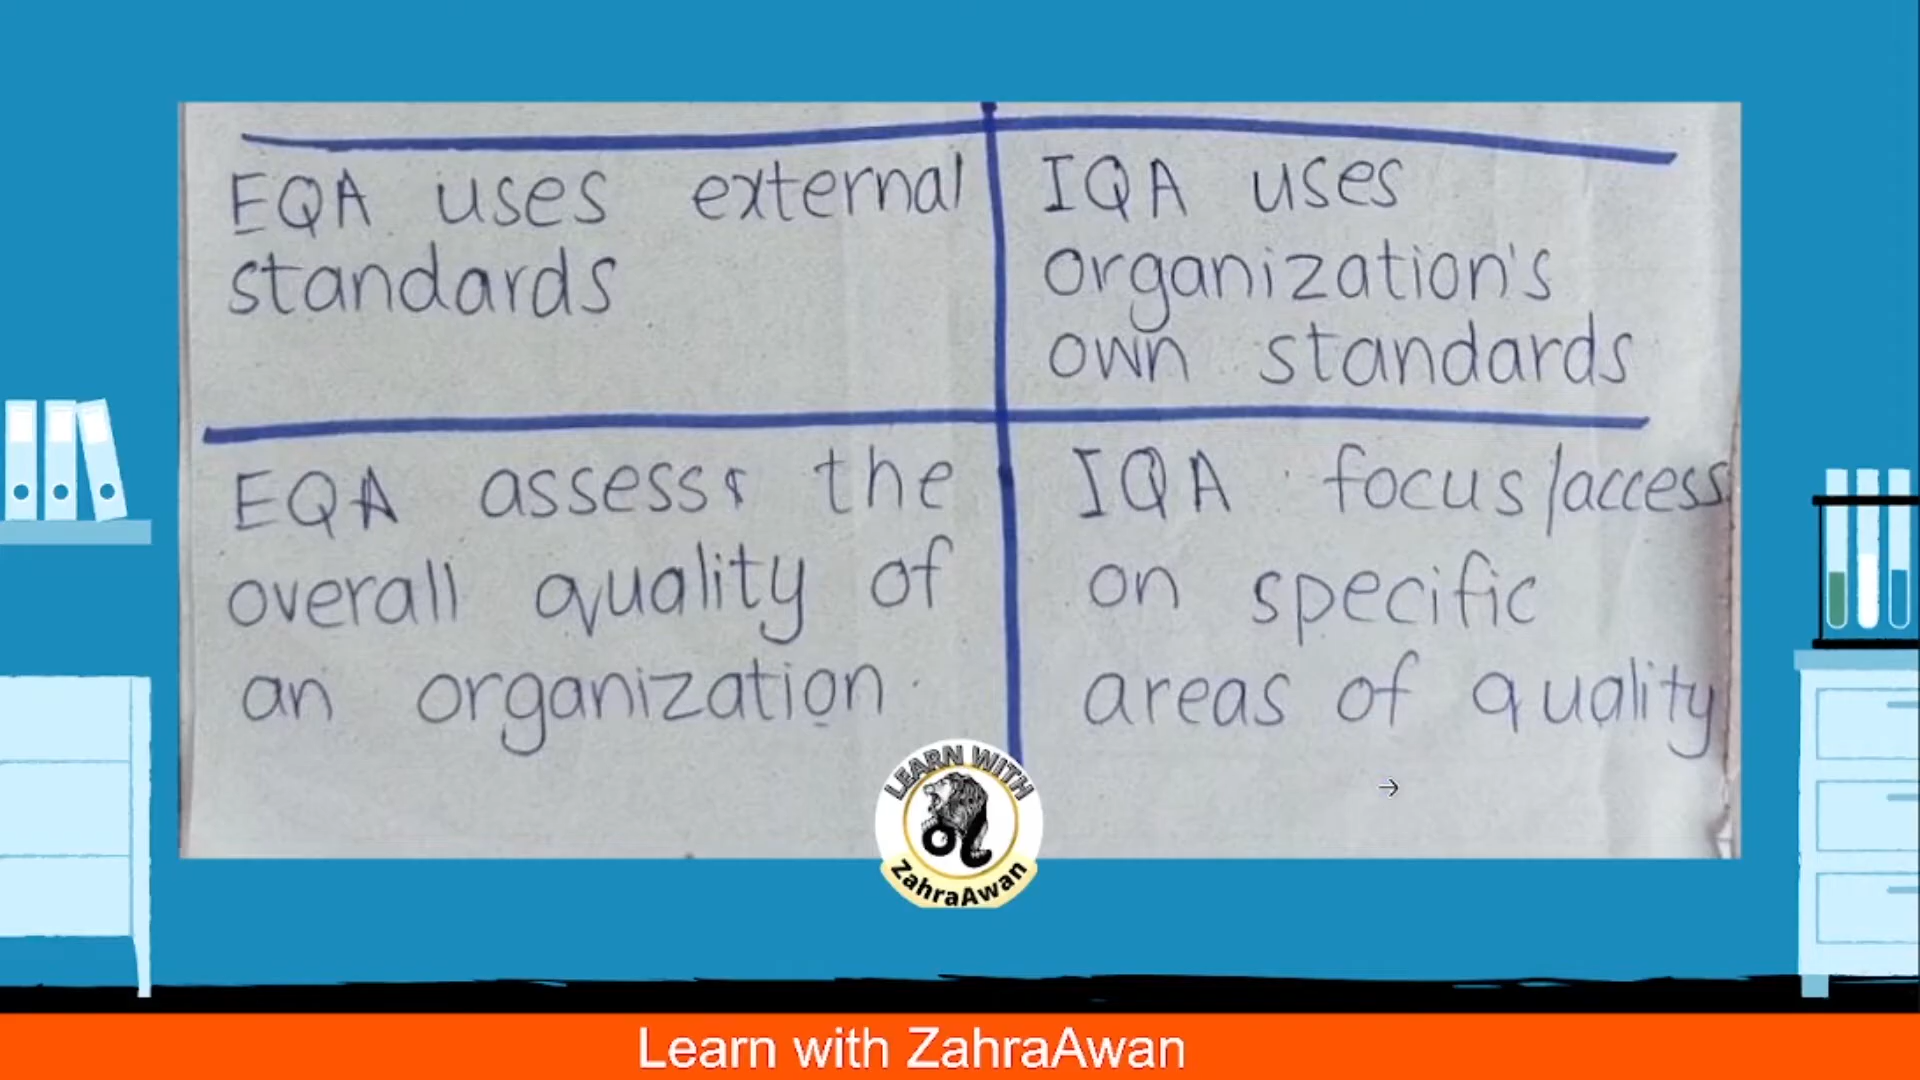 EQA uses external
standards
IQA uses
organization's
own standards
EQA assess the
overall quality of
an organization
IQA focus/access
on specific
areas of quality
LEARN WITH
ZahraAwan
Learn with ZahraAwan